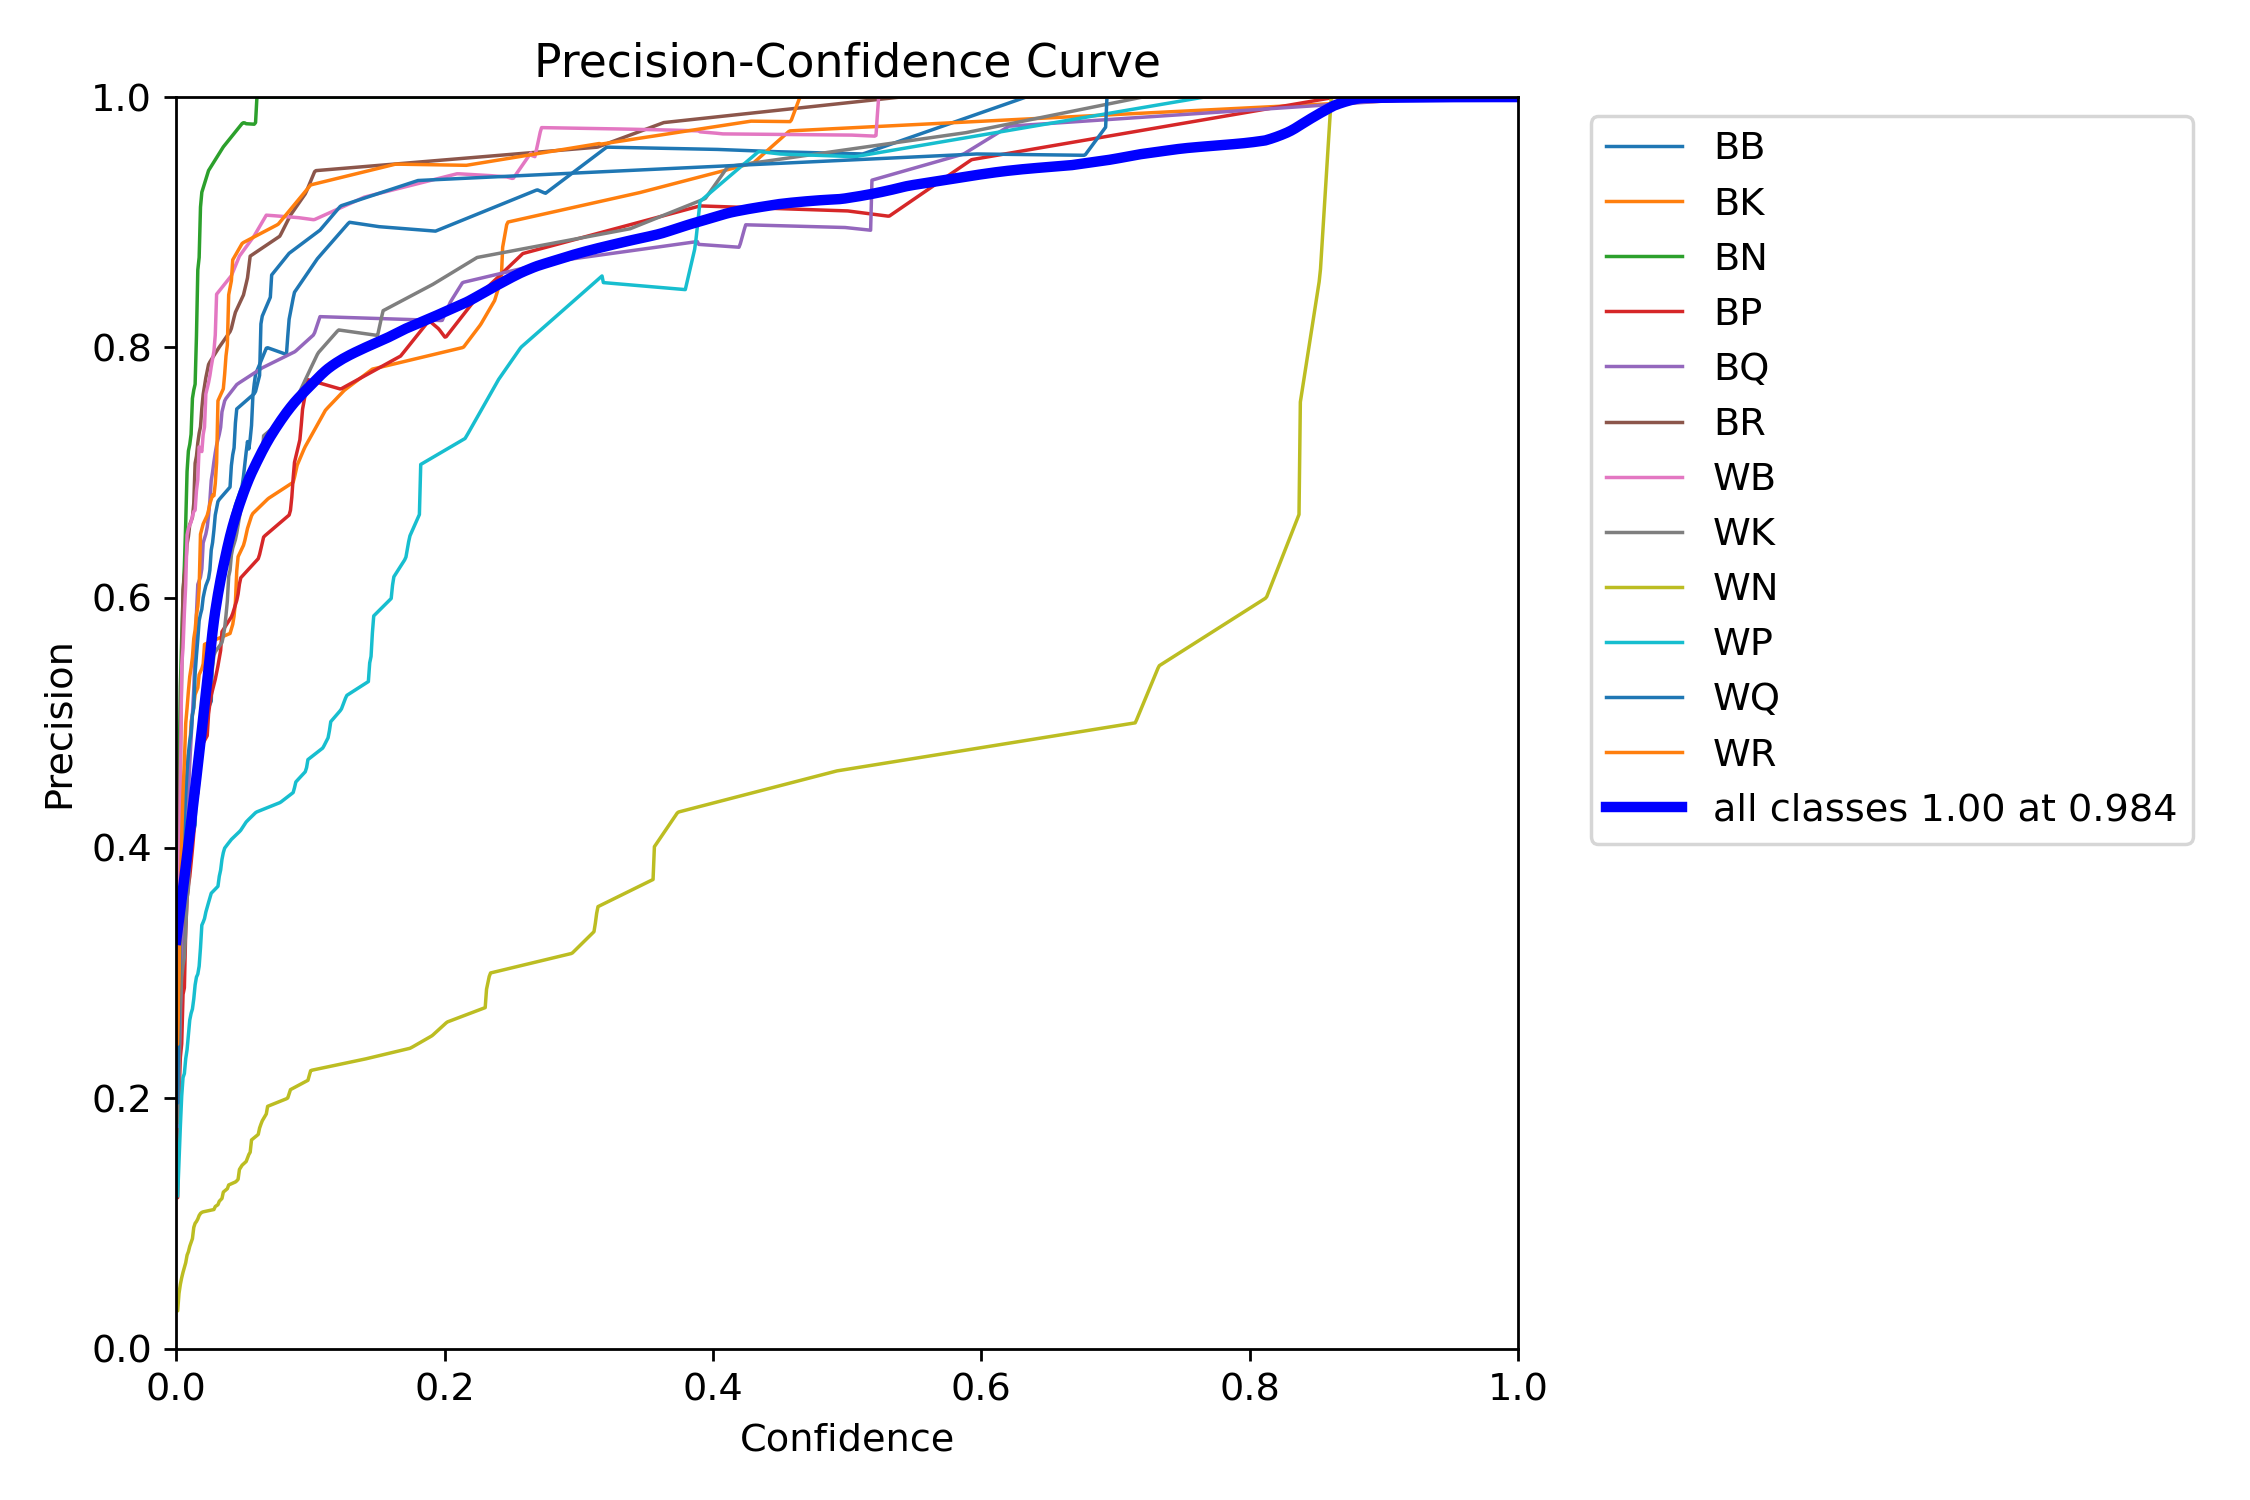 Precision-Confidence Curve
1.0
0.8
0.6
0.4
0.2
0.0
Precision
0.0 0.2 0.4 0.6 0.8 1.0
Confidence
BB
BK
BN
BP
BQ
BR
WB
WK
WN
WP
WQ
WR
all classes 1.00 at 0.984